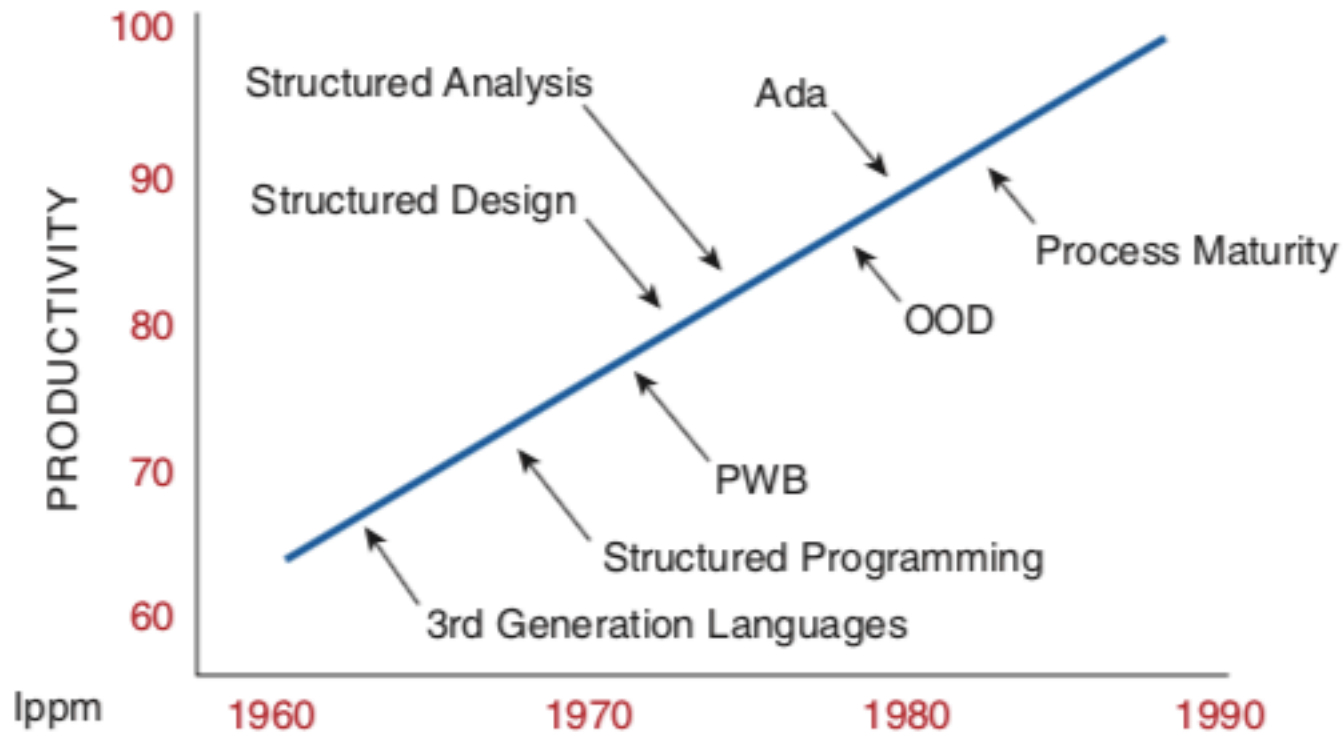 100
Structured Analysis
Ada
90
Structured Design
Process Maturity
PRODUCTIVITY
80
OOD
70
PWB
Structured Programming
60
3rd Generation Languages
lppm
1960 1970 1980 1990